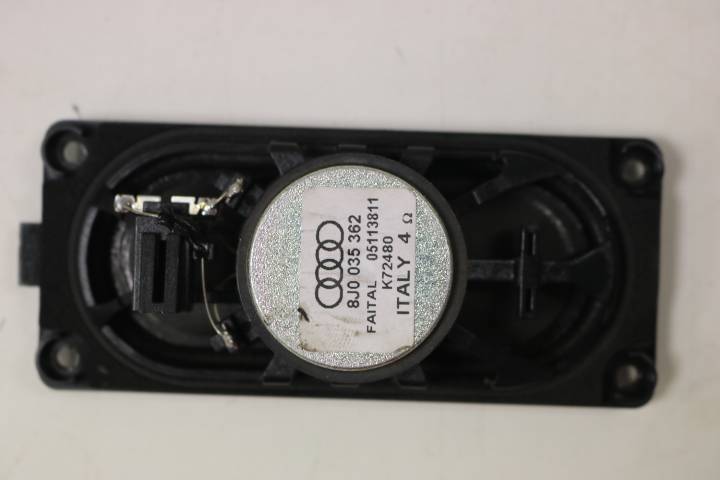 8J0 035 362
FAITAL 05113811
K72480
ITALY 4 Ω